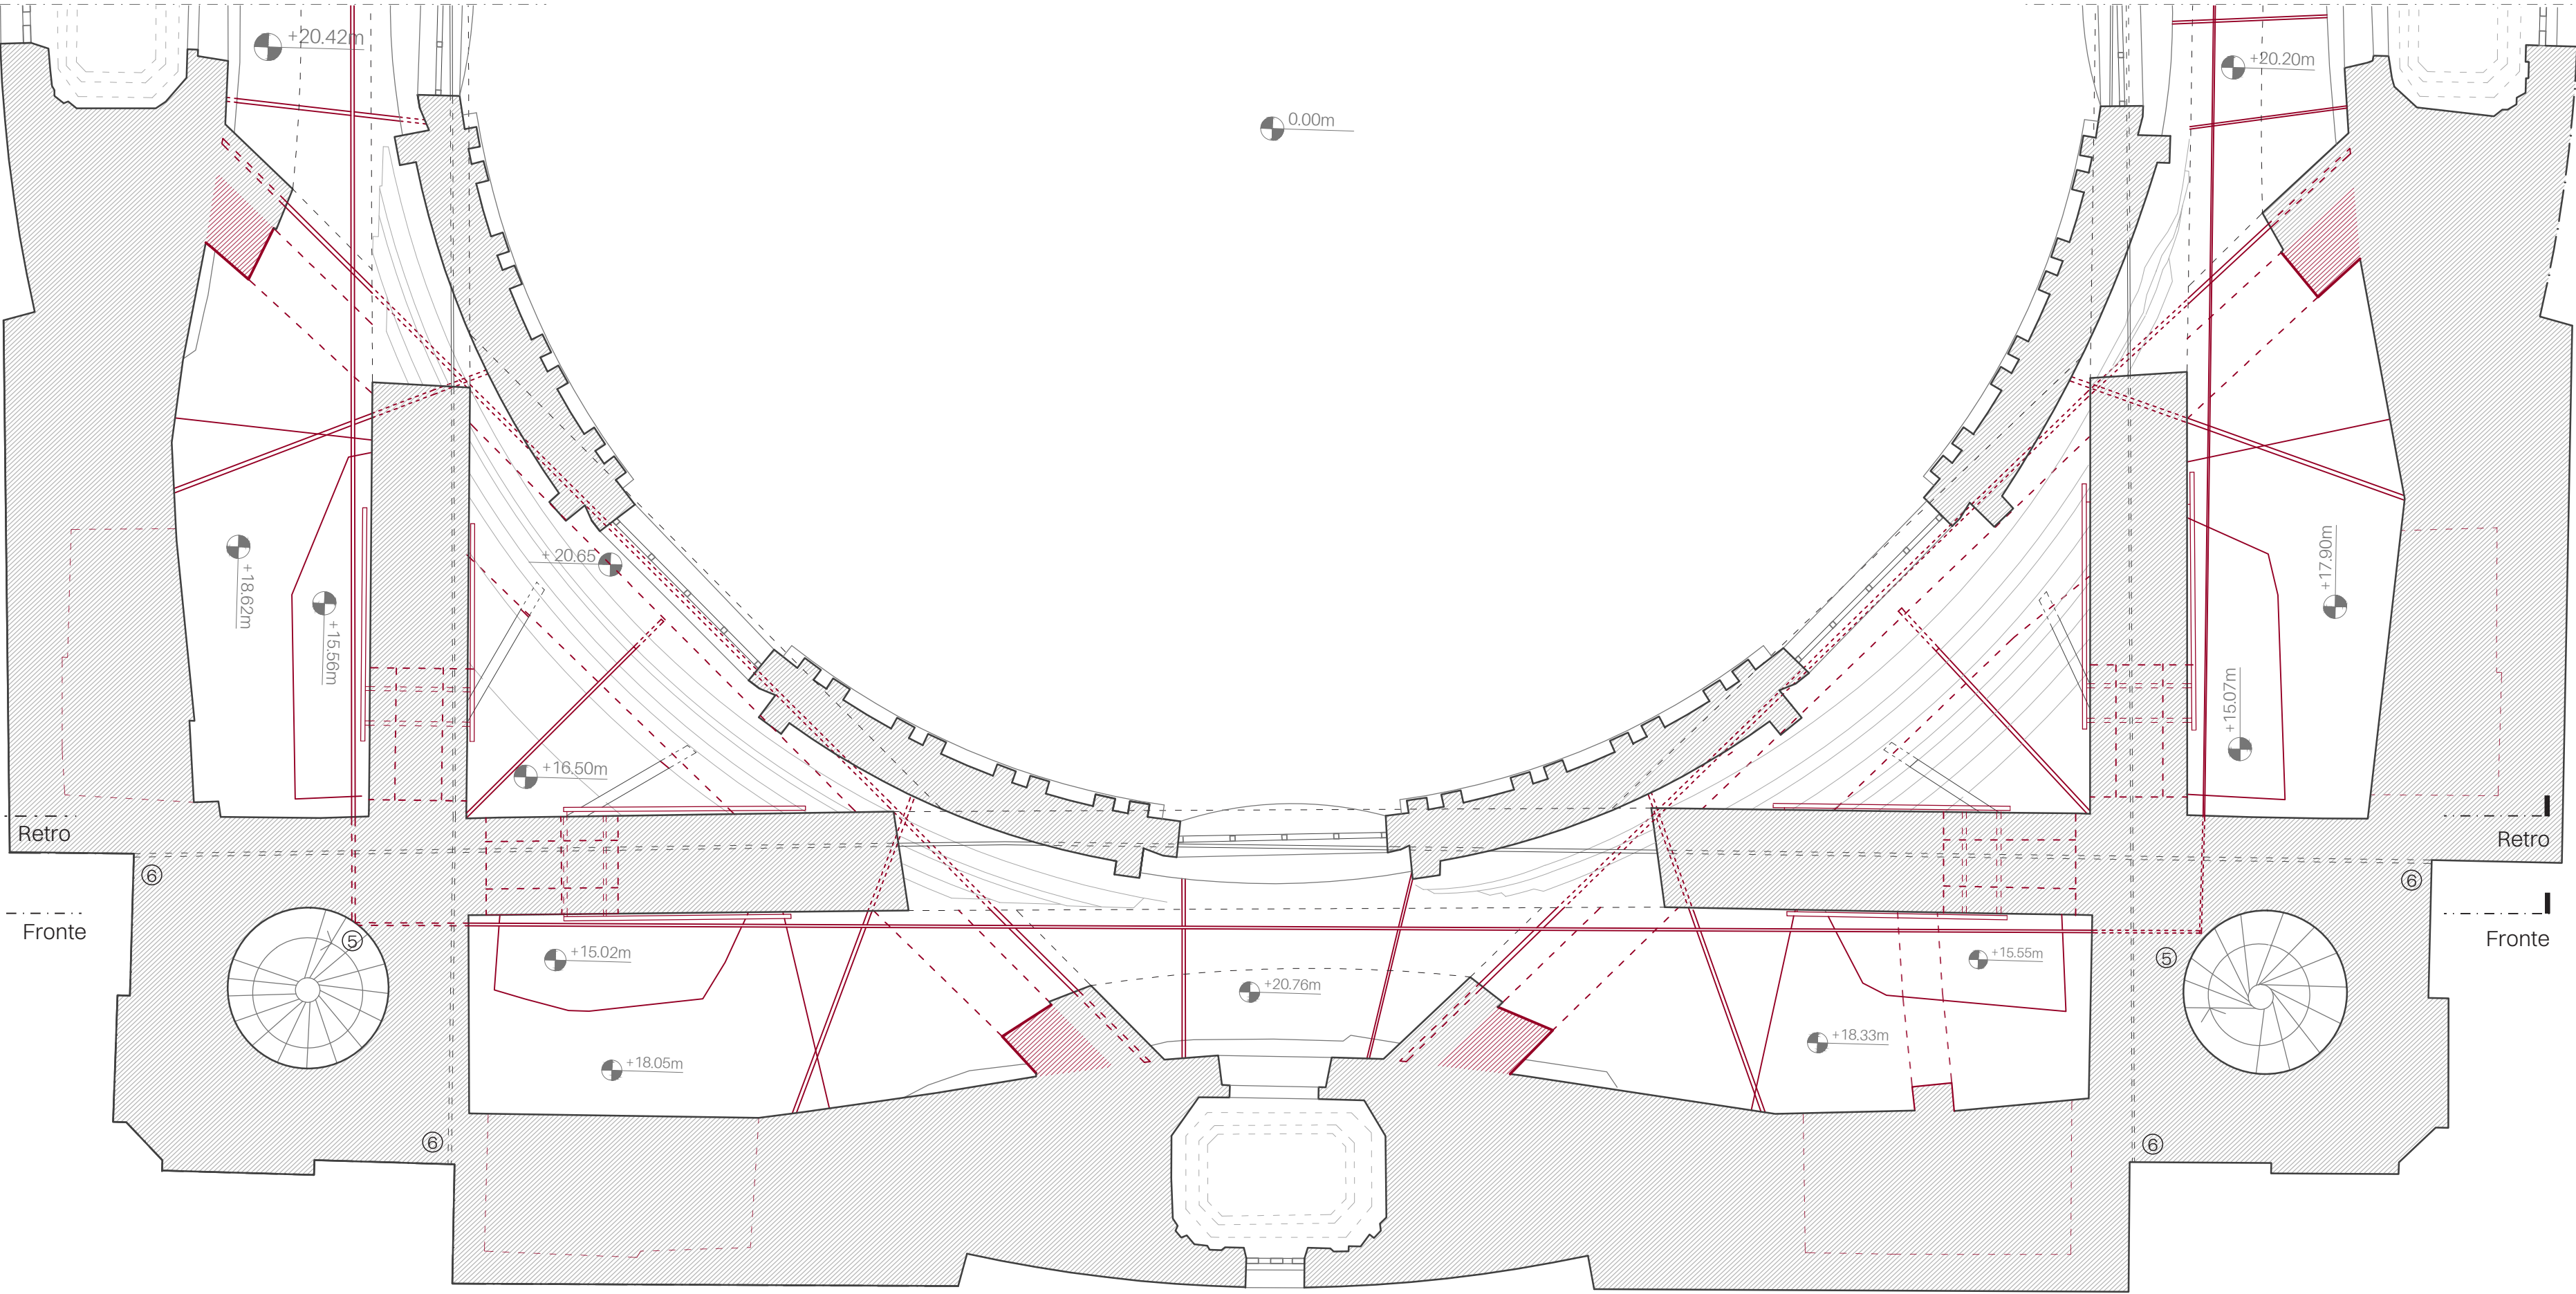 +20.42m
0.00m
+20.20m
+ 20.65
+18.62m
+15.56m
+17.90m
+15.07m
+16.50m
Retro
Retro
⑥
⑥
Fronte
⑤
+15.02m
+15.55m
⑤
Fronte
+20.76m
+18.05m
+18.33m
⑥
⑥